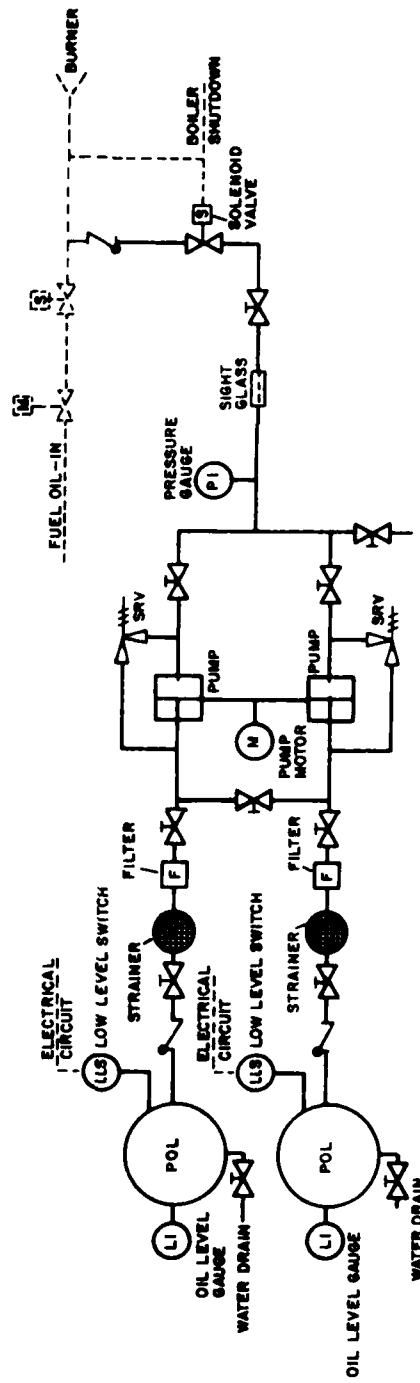 BURNER
FUEL OIL-IN
M
S
BOILER
SHUTDOWN
S
SOLENOID
VALVE
SIGHT
GLASS
PRESSURE
GAUGE
PI
SRV
PUMP
M
PUMP
MOTOR
PUMP
SRV
FILTER
F
STRAINER
ELECTRICAL
CIRCUIT
LLS
LOW LEVEL SWITCH
POL
LI
OIL LEVEL
GAUGE
WATER DRAIN
FILTER
F
STRAINER
ELECTRICAL
CIRCUIT
LLS
LOW LEVEL SWITCH
POL
LI
OIL LEVEL GAUGE
WATER DRAIN